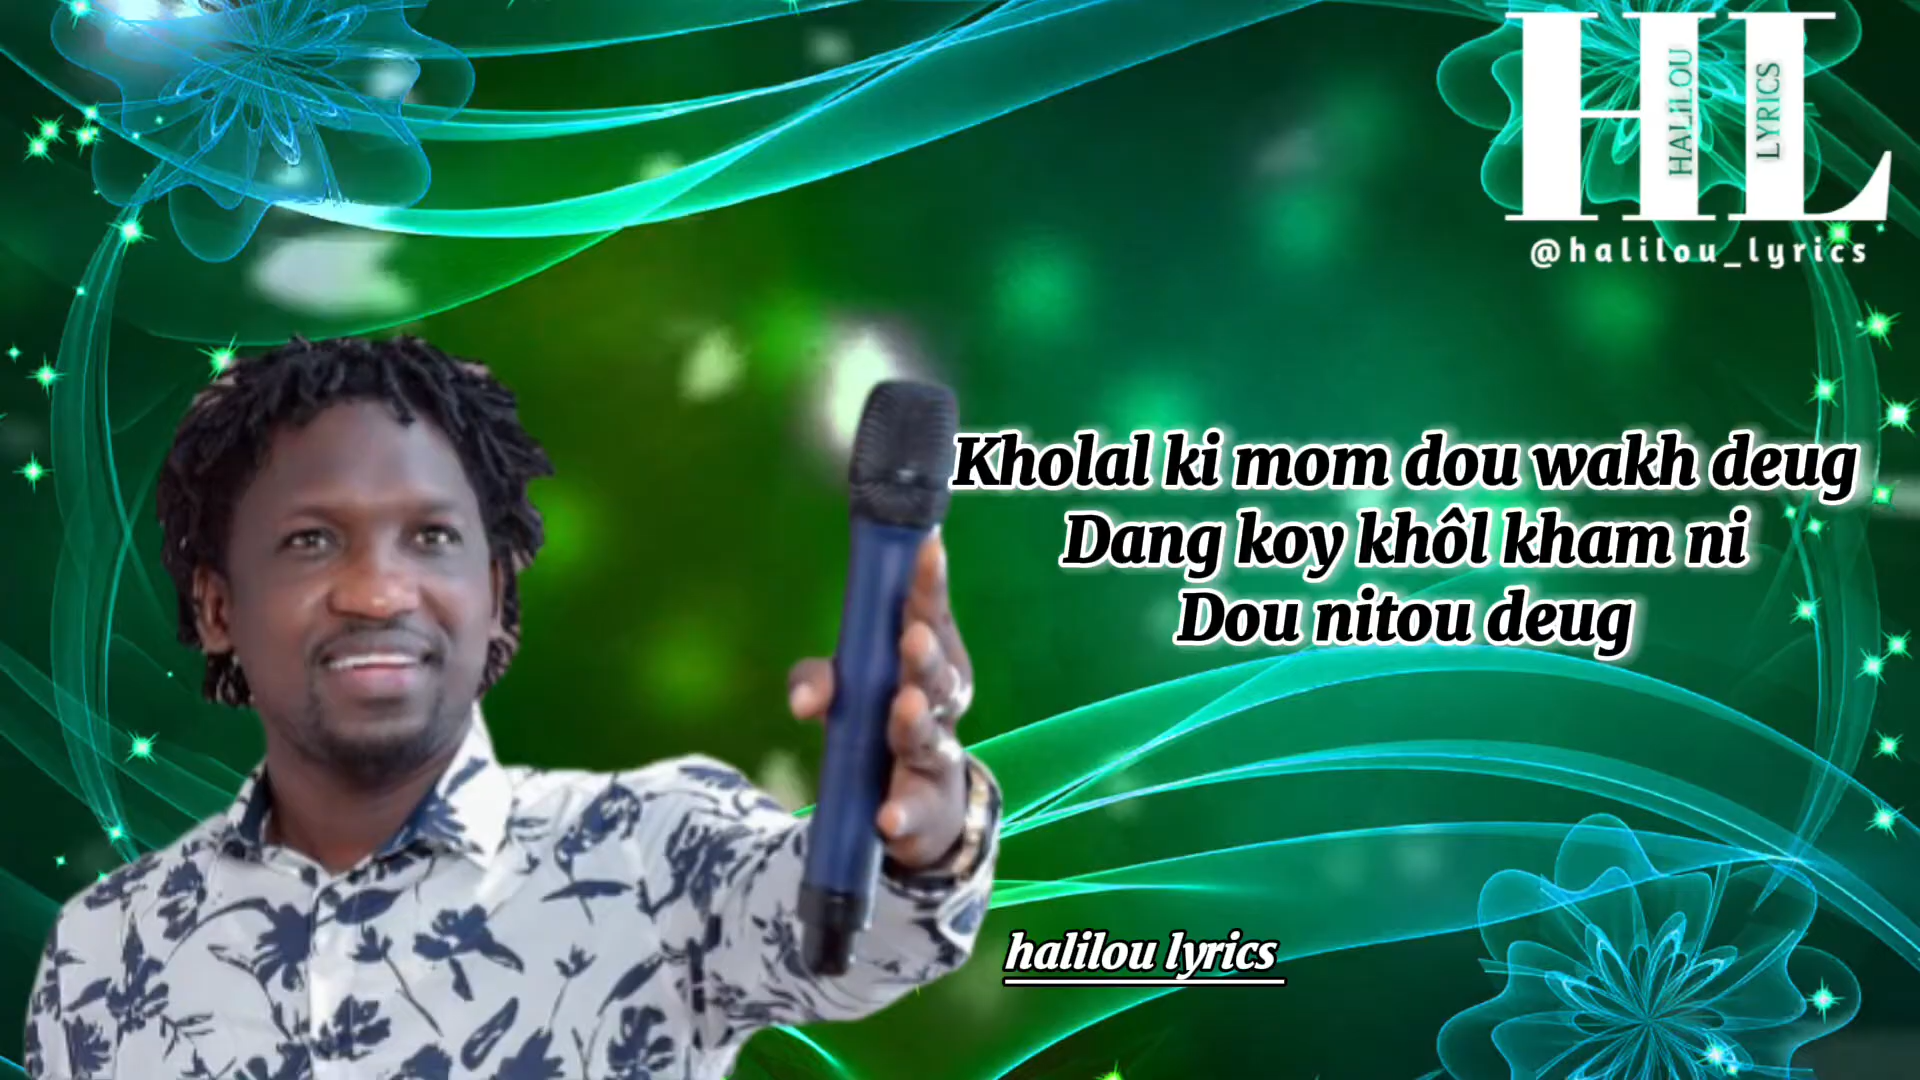 HL
HALiLOU
LYRICS
@halilou_lyrics
Kholal ki mom dou wakh deug
Dang koy khôl kham ni
Dou nitou deug
halilou lyrics